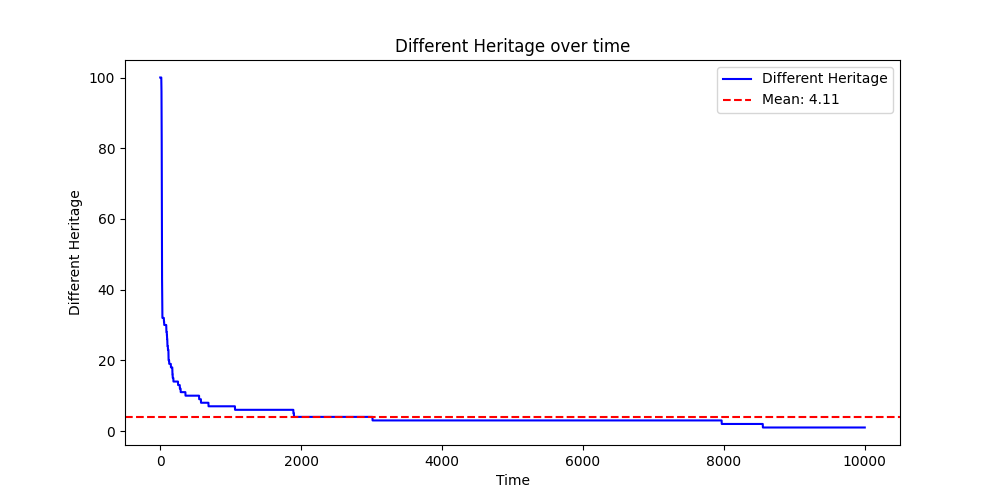 Different Heritage over time
Different Heritage
Mean: 4.11
100
80
60
40
20
0
Different Heritage
0 2000 4000 6000 8000 10000
Time